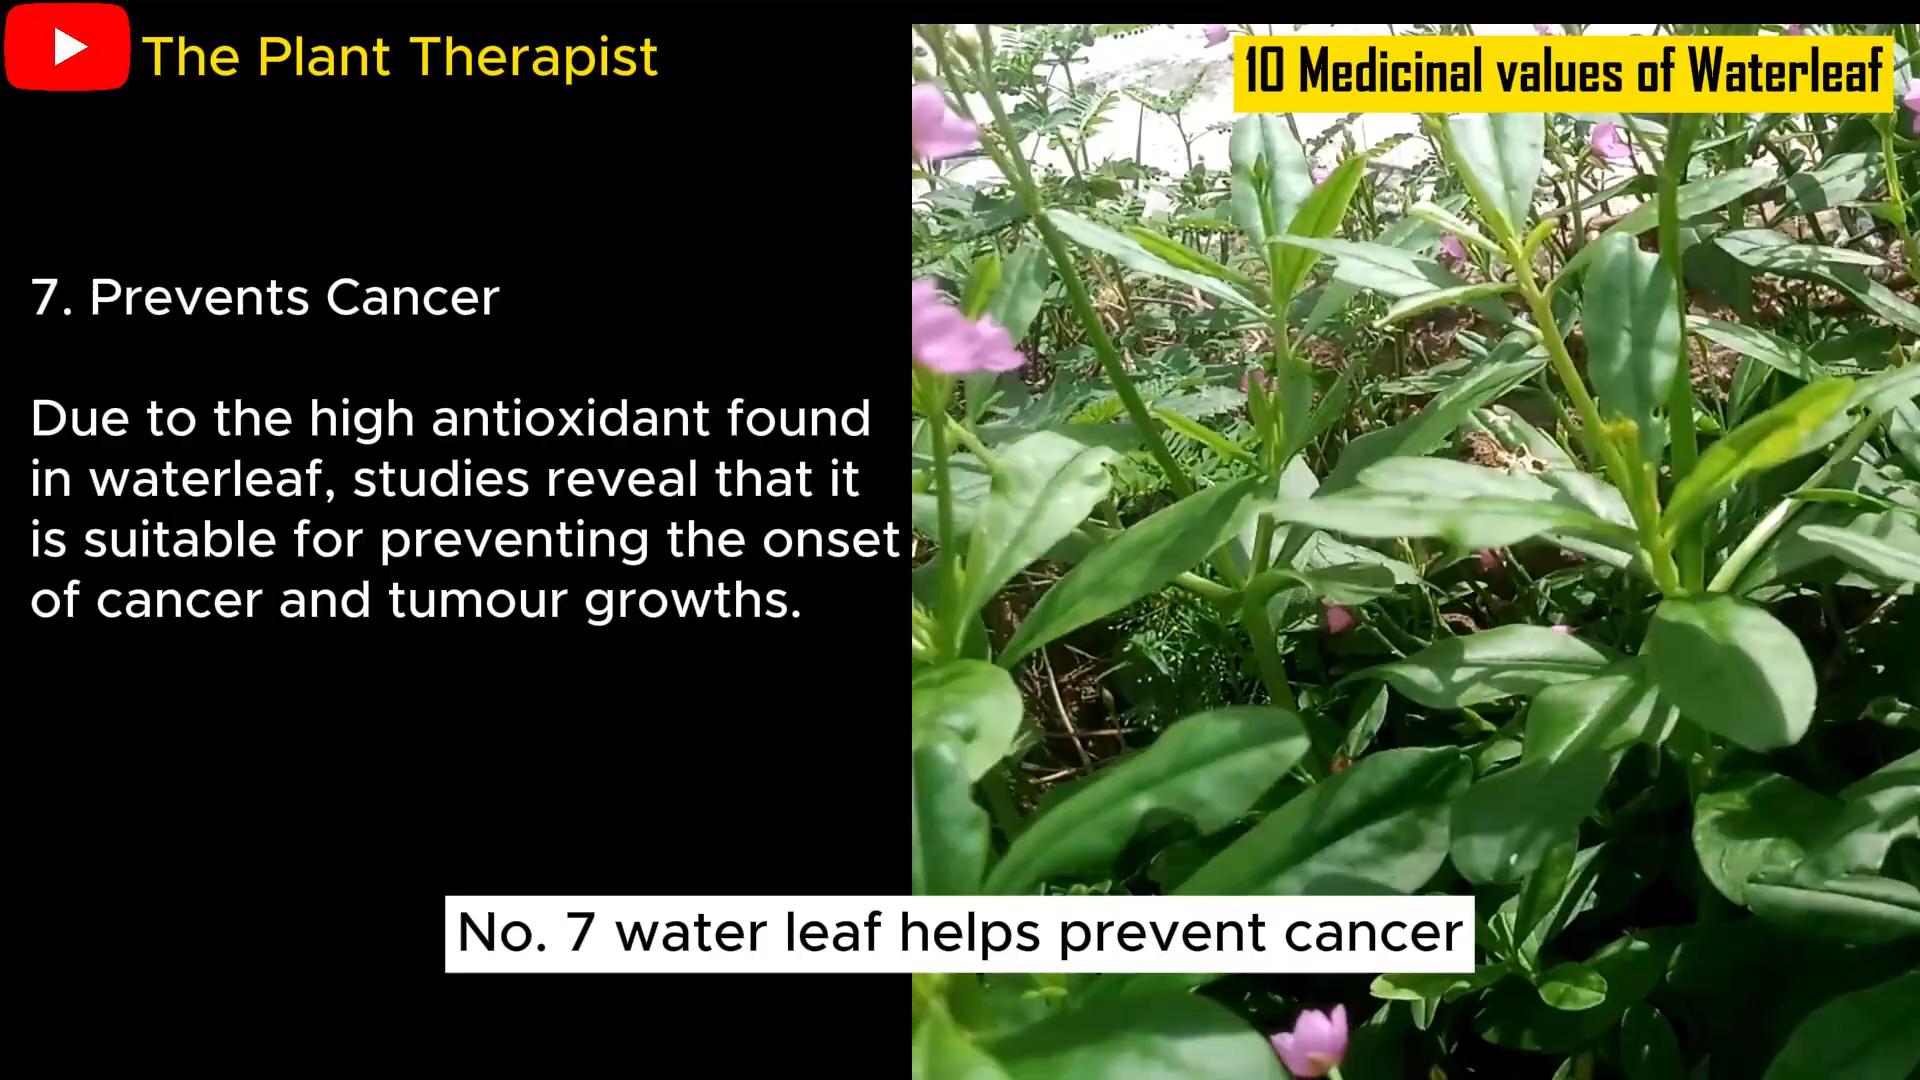 The Plant Therapist
10 Medicinal values of Waterleaf
7. Prevents Cancer
Due to the high antioxidant found
in waterleaf, studies reveal that it
is suitable for preventing the onset
of cancer and tumour growths.
No. 7 water leaf helps prevent cancer